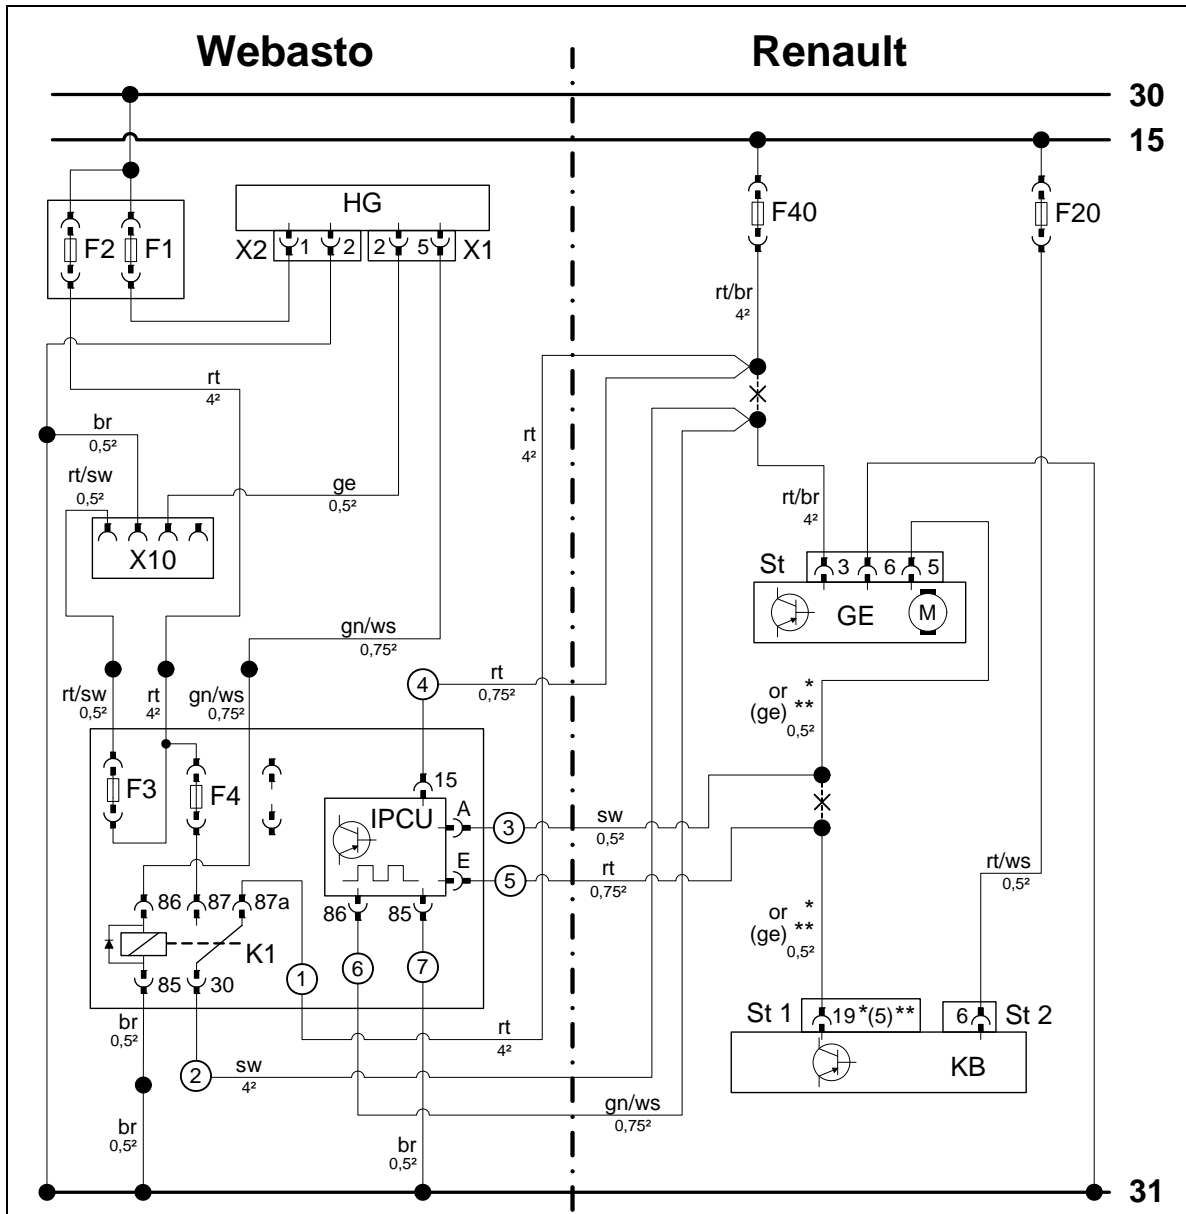 Webasto
Renault
30
15
HG
F40
F20
F2
F1
X2
1
2
2
5
X1
rt/br
4²
rt
4²
br
0,5²
rt
4²
rt/sw
0,5²
ge
0,5²
rt/br
4²
X10
St
3
6
5
GE
M
gn/ws
0,75²
rt
0,75²
4
rt/sw
0,5²
rt
4²
gn/ws
0,75²
or *
(ge) **
0,5²
F3
F4
15
IPCU
A
3
sw
0,5²
E
5
rt
0,75²
rt/ws
0,5²
86
87
87a
86
85
or *
(ge) **
0,5²
K1
85
30
1
6
7
St 1
19*(5)**
6
St 2
br
0,5²
rt
4²
2
sw
4²
KB
gn/ws
0,75²
br
0,5²
br
0,5²
31